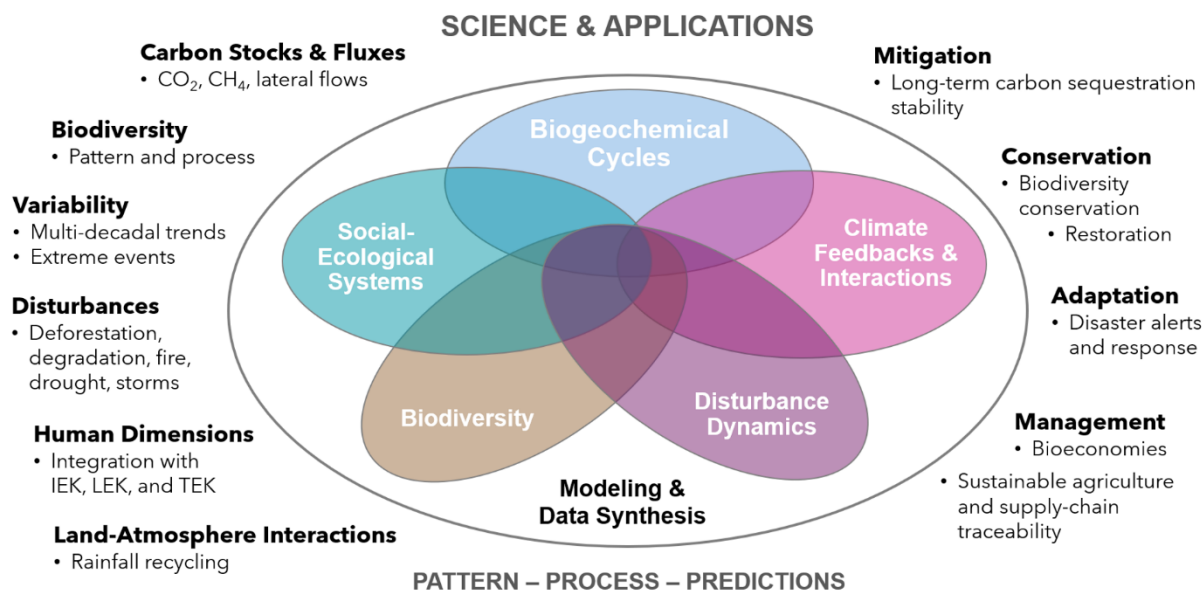 SCIENCE & APPLICATIONS
Carbon Stocks & Fluxes
• CO₂, CH₄, lateral flows
Biodiversity
• Pattern and process
Variability
• Multi-decadal trends
• Extreme events
Disturbances
• Deforestation,
degradation, fire,
drought, storms
Human Dimensions
• Integration with
IEK, LEK, and TEK
Land-Atmosphere Interactions
• Rainfall recycling
Biogeochemical
Cycles
Social-
Ecological
Systems
Climate
Feedbacks &
Interactions
Biodiversity
Disturbance
Dynamics
Modeling &
Data Synthesis
Mitigation
• Long-term carbon sequestration
stability
Conservation
• Biodiversity
conservation
• Restoration
Adaptation
• Disaster alerts
and response
Management
• Bioeconomies
• Sustainable agriculture
and supply-chain
traceability
PATTERN – PROCESS – PREDICTIONS